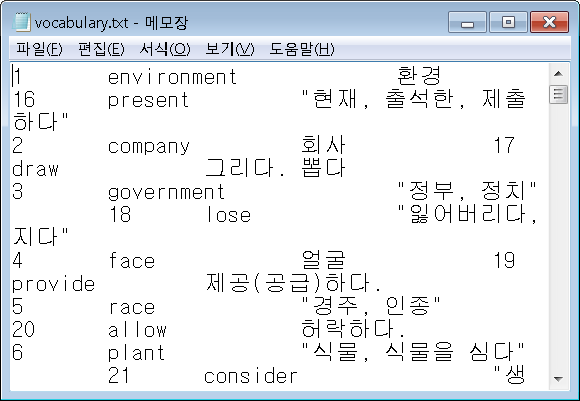 vocabulary.txt - 메모장
파일(F) 편집(E) 서식(O) 보기(V) 도움말(H)
1 environment 환경
16 present "현재, 출석한, 제출
하다"
2 company 회사 17
draw 그리다. 뽑다
3 government "정부, 정치"
18 lose "잃어버리다,
지다"
4 face 얼굴 19
provide 제공(공급)하다.
5 race "경주, 인종"
20 allow 허락하다.
6 plant "식물, 식물을 심다"
21 consider "생